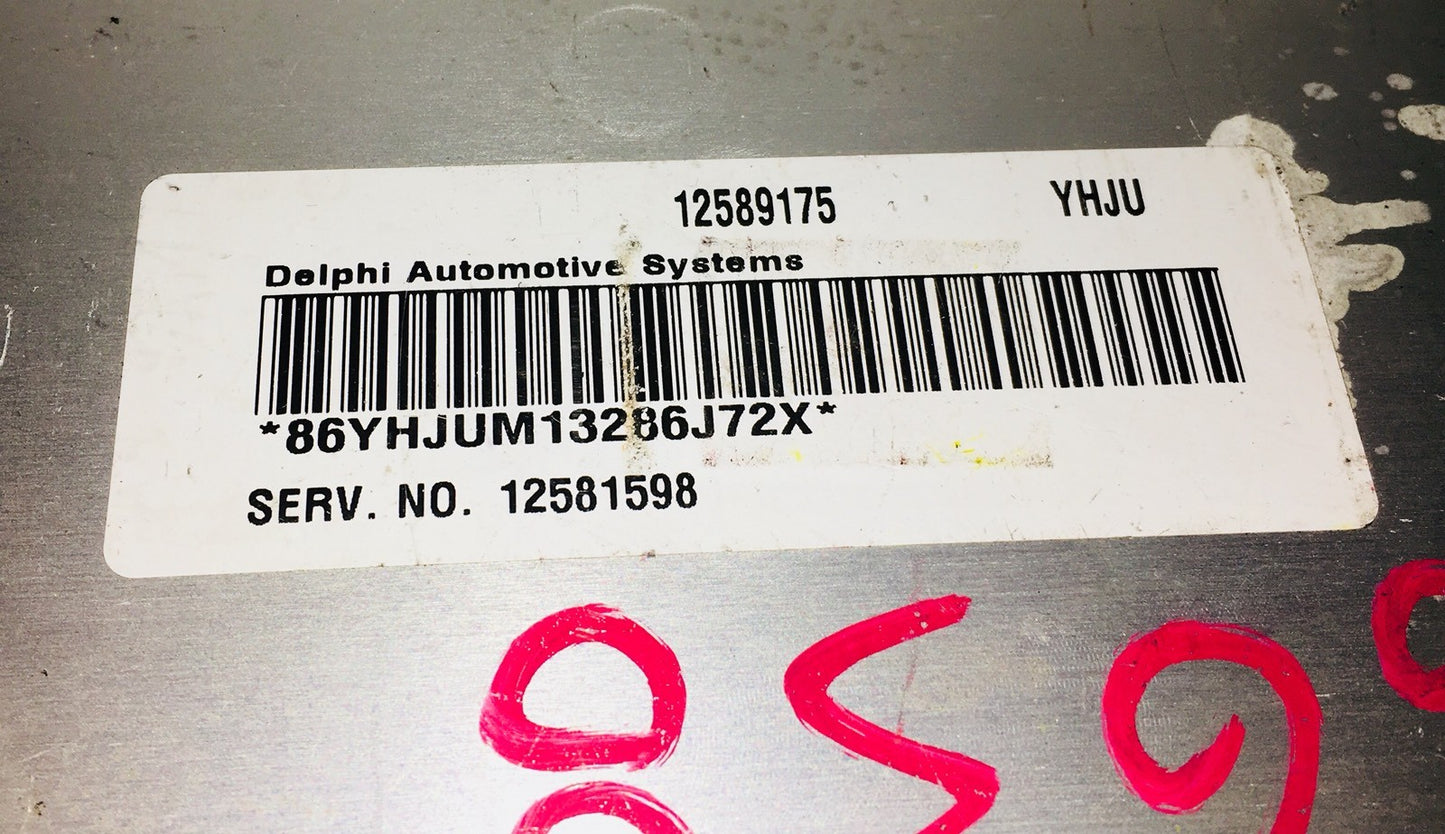 12589175 YHJU
Delphi Automotive Systems
*86YHJUM13286J72X*
SERV. NO. 12581598